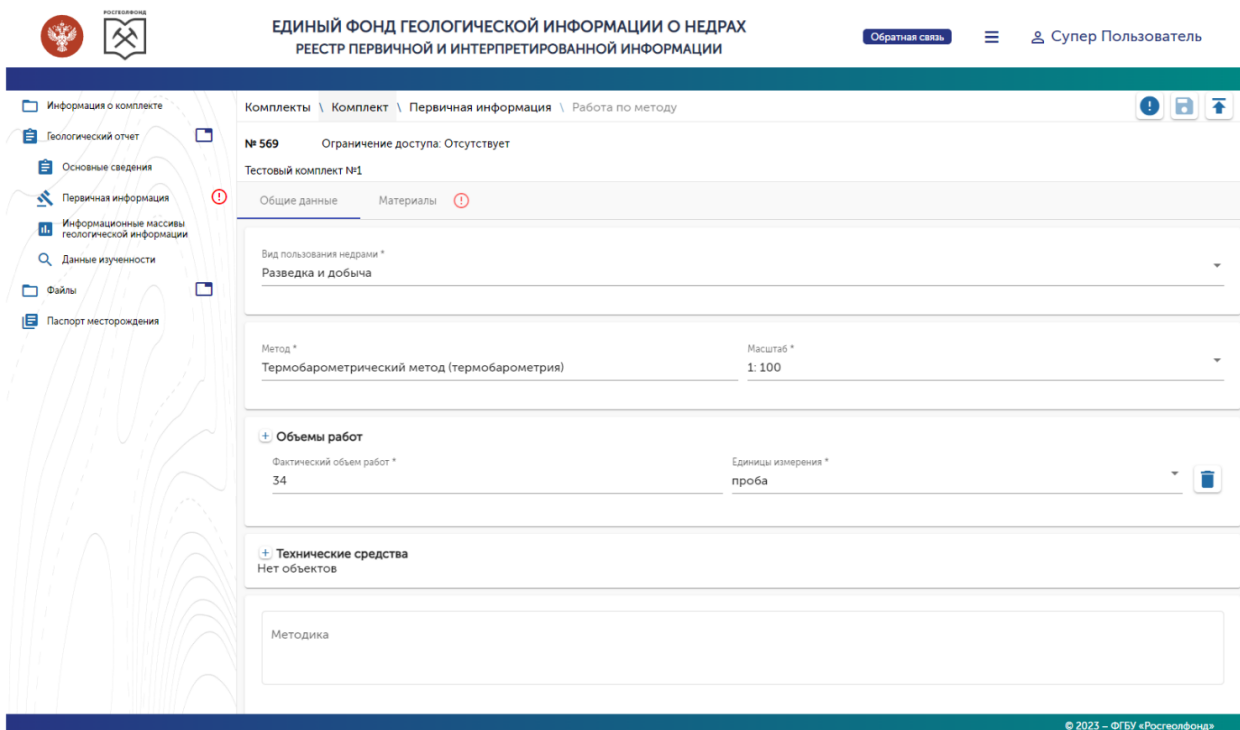 РОСГЕОЛФОНД
ЕДИНЫЙ ФОНД ГЕОЛОГИЧЕСКОЙ ИНФОРМАЦИИ О НЕДРАХ
РЕЕСТР ПЕРВИЧНОЙ И ИНТЕРПРЕТИРОВАННОЙ ИНФОРМАЦИИ
Обратная связь
Супер Пользователь
Информация о комплекте
Геологический отчет
Основные сведения
Первичная информация
Информационные массивы
геологической информации
Данные изученности
Файлы
Паспорт месторождения
Комплекты \ Комплект \ Первичная информация \ Работа по методу
№ 569 Ограничение доступа: Отсутствует
Тестовый комплект №1
Общие данные Материалы
Вид пользования недрами *
Разведка и добыча
Метод * Масштаб *
Термобарометрический метод (термобарометрия) 1: 100
+ Объемы работ
Фактический объем работ * Единицы измерения *
34 проба
+ Технические средства
Нет объектов
Методика
© 2023 – ФГБУ «Росгеолфонд»